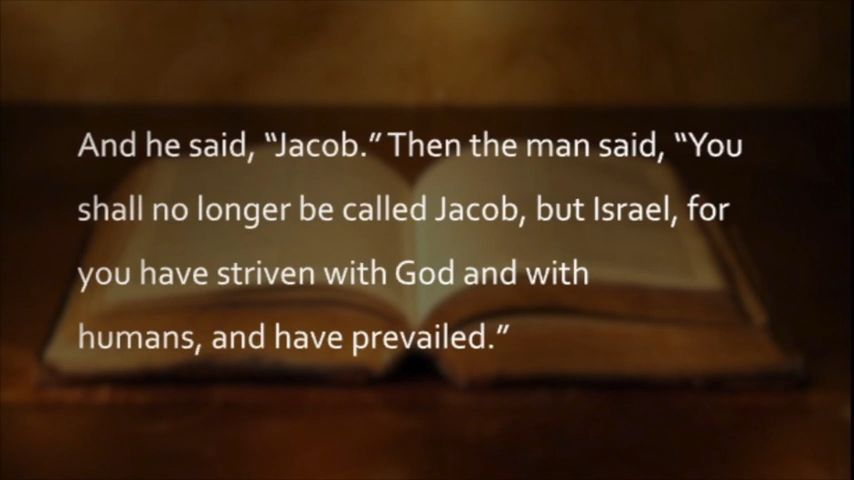 And he said, “Jacob.” Then the man said, “You
shall no longer be called Jacob, but Israel, for
you have striven with God and with
humans, and have prevailed.”